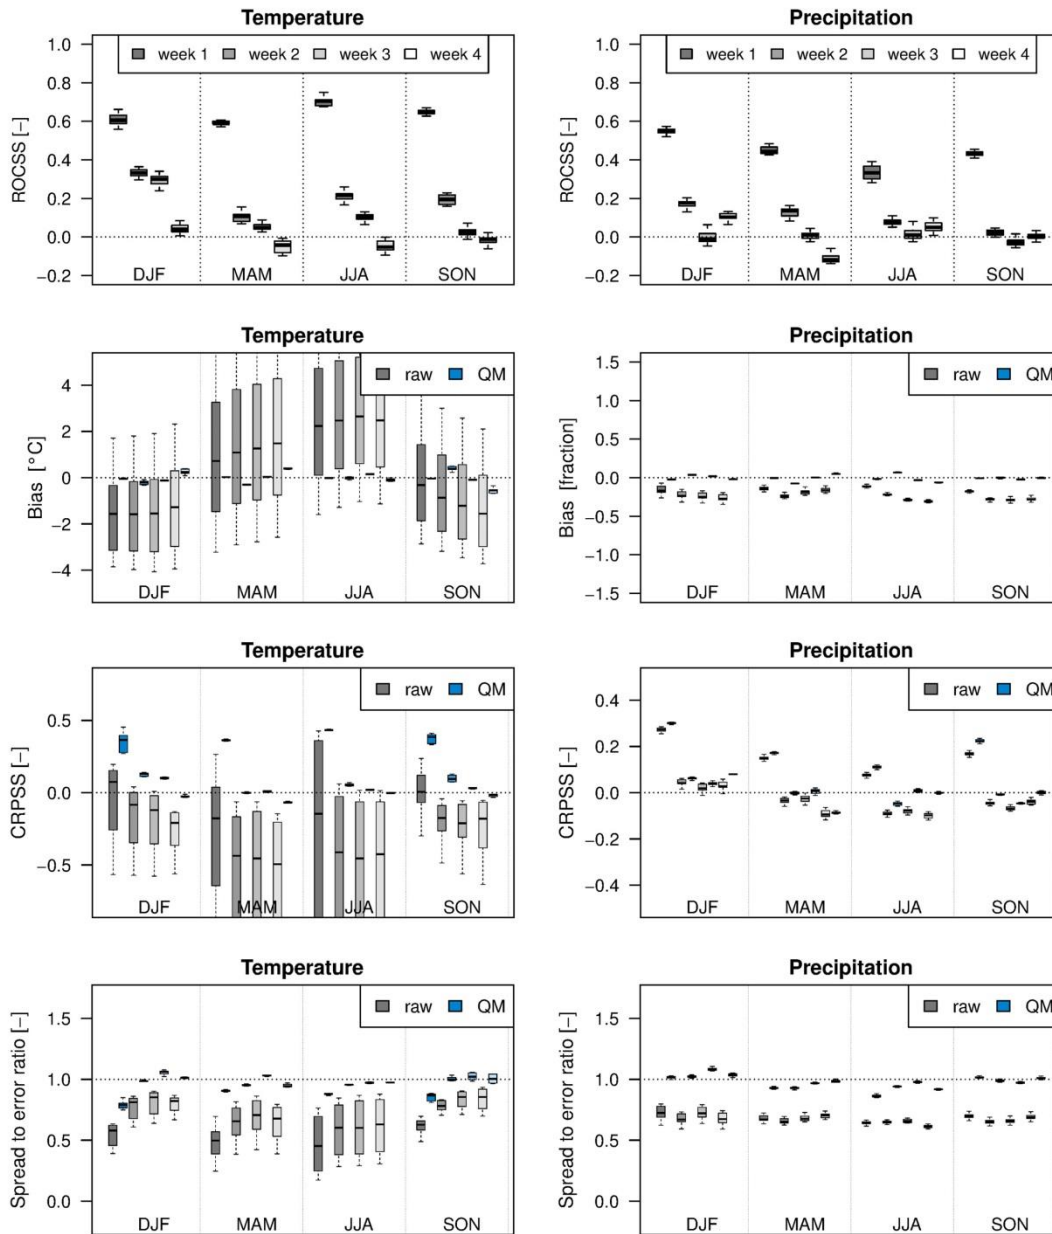 Temperature
Precipitation
1.0
0.8
0.6
0.4
0.2
0.0
−0.2
ROCSS [-]
week 1 week 2 week 3 week 4
DJF MAM JJA SON
1.0
0.8
0.6
0.4
0.2
0.0
−0.2
ROCSS [-]
week 1 week 2 week 3 week 4
DJF MAM JJA SON
Temperature
Precipitation
4
2
0
−2
−4
Bias [°C]
raw QM
DJF MAM JJA SON
1.5
1.0
0.5
0.0
−0.5
−1.0
−1.5
Bias [fraction]
raw QM
DJF MAM JJA SON
Temperature
Precipitation
0.5
0.0
−0.5
CRPSS [-]
raw QM
DJF MAM JJA SON
0.4
0.2
0.0
−0.2
−0.4
CRPSS [-]
raw QM
DJF MAM JJA SON
Temperature
Precipitation
1.5
1.0
0.5
0.0
Spread to error ratio [-]
raw QM
DJF MAM JJA SON
1.5
1.0
0.5
0.0
Spread to error ratio [-]
raw QM
DJF MAM JJA SON